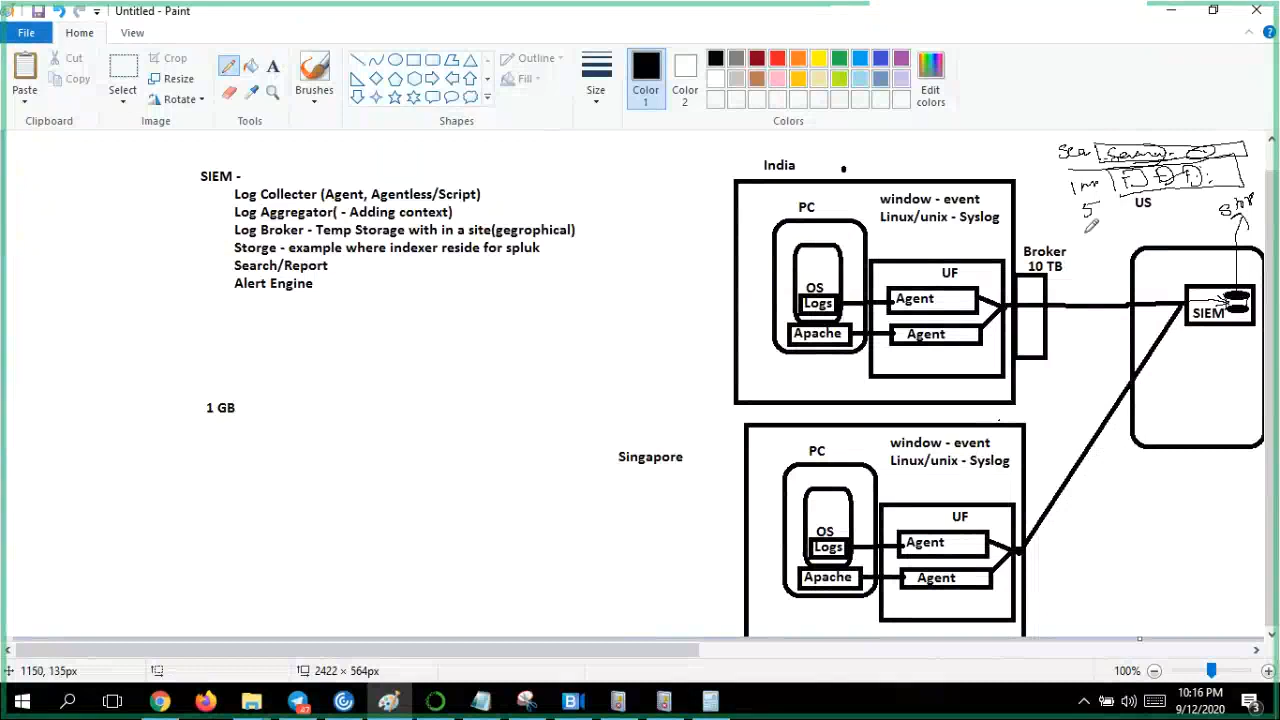 Untitled - Paint
File
Home
View
Paste
Cut
Copy
Clipboard
Select
Crop
Resize
Rotate
Image
Tools
Brushes
Outline
Fill
Shapes
Size
Color 1
Color 2
Edit colors
Colors
SIEM -
Log Collecter (Agent, Agentless/Script)
Log Aggregator( - Adding context)
Log Broker - Temp Storage with in a site(gegrophical)
Storge - example where indexer reside for spluk
Search/Report
Alert Engine
1 GB
India
PC
window - event
Linux/unix - Syslog
OS
Logs
Apache
UF
Agent
Agent
Broker
10 TB
5
US
SIEM
Singapore
PC
window - event
Linux/unix - Syslog
OS
Logs
Apache
UF
Agent
Agent
1150, 135px
2422 × 564px
100%
10:16 PM
9/12/2020